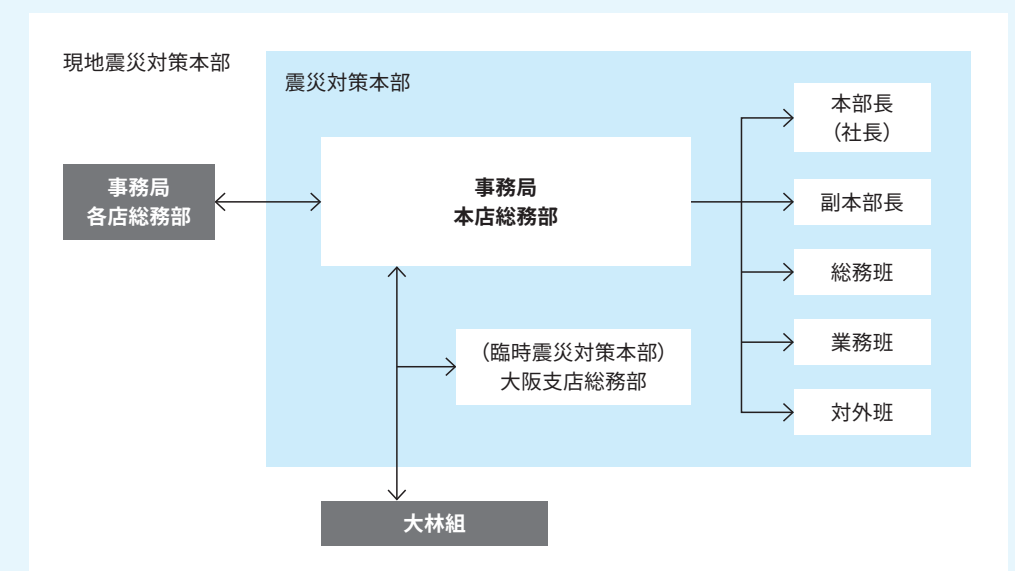 現地震災対策本部
震災対策本部
事務局
各店総務部
事務局
本店総務部
本部長
（社長）
副本部長
総務班
業務班
対外班
（臨時震災対策本部）
大阪支店総務部
大林組